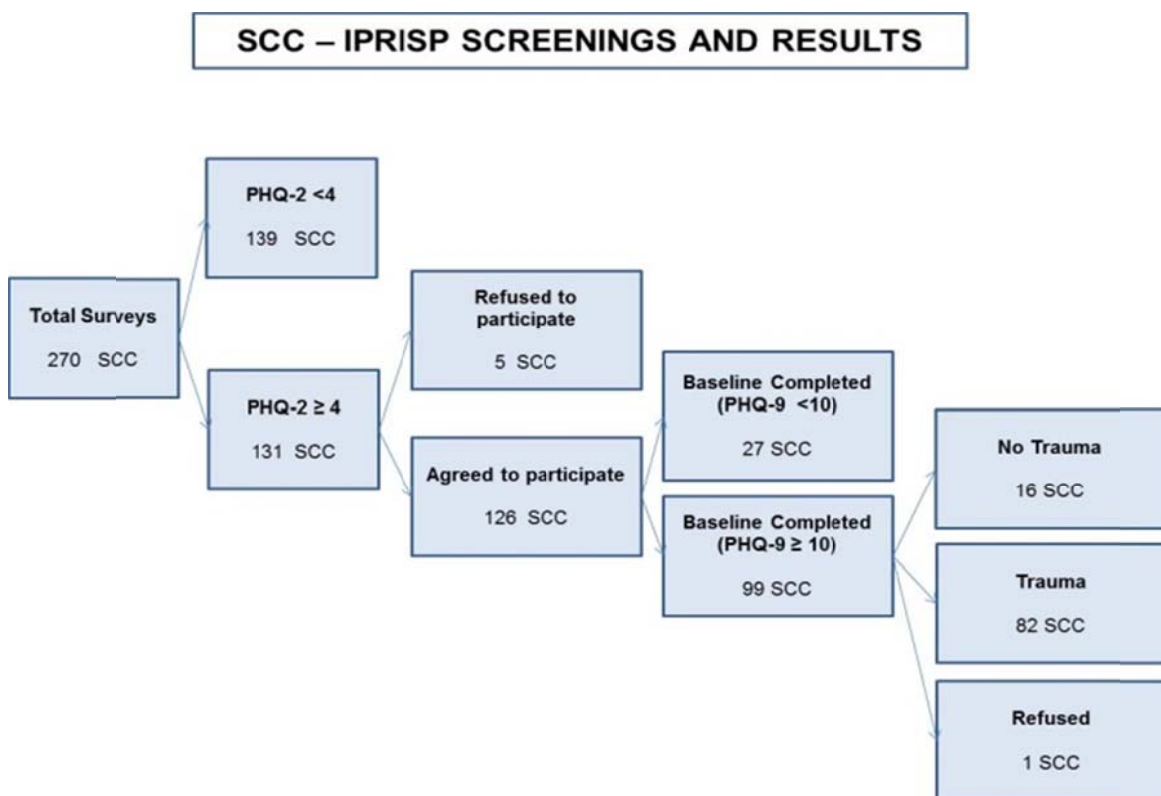 SCC – IPRISP SCREENINGS AND RESULTS
PHQ-2 <4
139 SCC
Total Surveys
270 SCC
PHQ-2 ≥ 4
131 SCC
Refused to
participate
5 SCC
Agreed to participate
126 SCC
Baseline Completed
(PHQ-9 <10)
27 SCC
Baseline Completed
(PHQ-9 ≥ 10)
99 SCC
No Trauma
16 SCC
Trauma
82 SCC
Refused
1 SCC